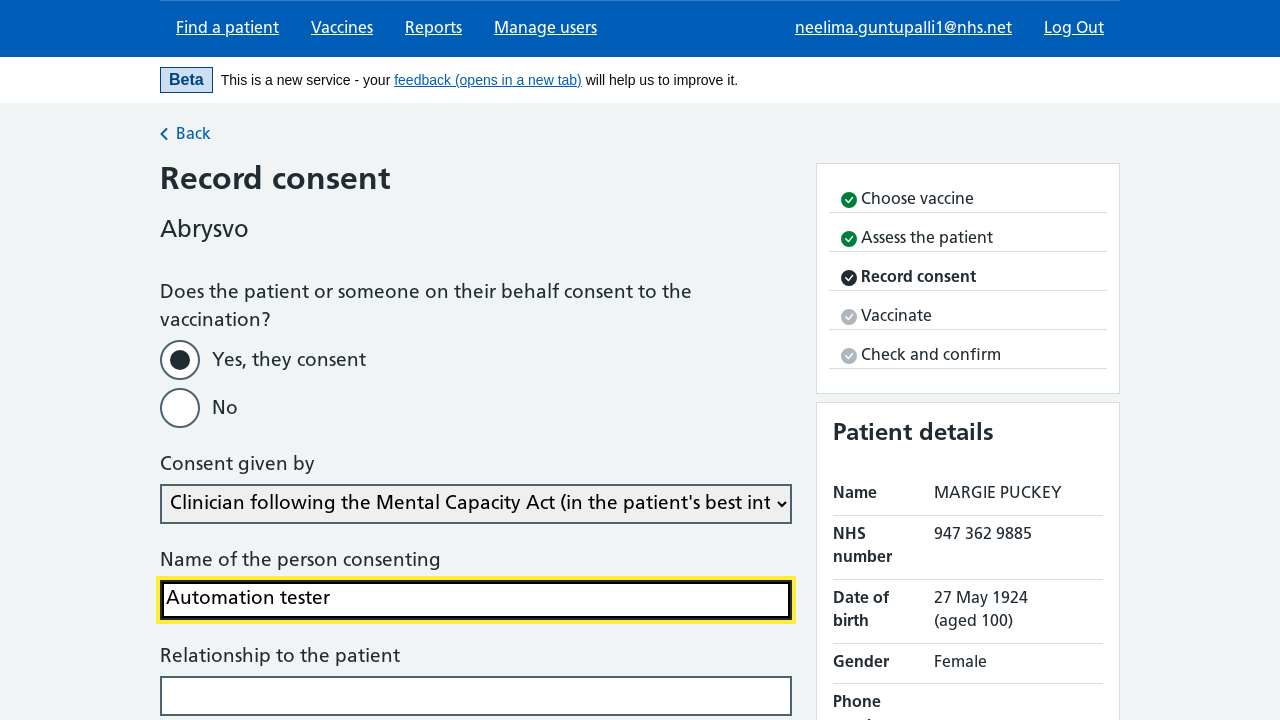 Find a patient
Vaccines
Reports
Manage users
neelima.guntupalli1@nhs.net
Log Out
Beta
This is a new service - your feedback (opens in a new tab) will help us to improve it.
Back
Record consent
Abrysvo
Does the patient or someone on their behalf consent to the
vaccination?
Yes, they consent
No
Consent given by
Clinician following the Mental Capacity Act (in the patient's best int
Name of the person consenting
Automation tester
Relationship to the patient
Choose vaccine
Assess the patient
Record consent
Vaccinate
Check and confirm
Patient details
Name
MARGIE PUCKEY
NHS
number
947 362 9885
Date of
birth
27 May 1924
(aged 100)
Gender
Female
Phone